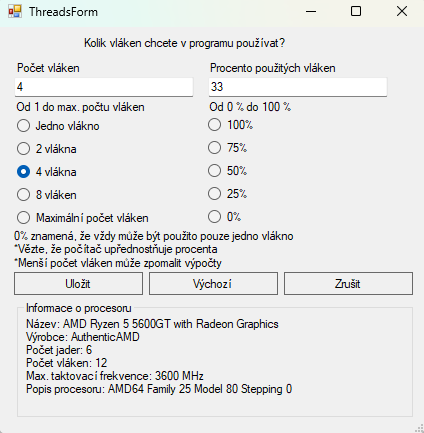 ThreadsForm
Kolik vláken chcete v programu používat?
Počet vláken
Procento použitých vláken
4
33
Od 1 do max. počtu vláken
Od 0 % do 100 %
Jedno vlákno
100%
2 vlákna
75%
4 vlákna
50%
8 vláken
25%
Maximální počet vláken
0%
0% znamená, že vždy může být použito pouze jedno vlákno
*Vězte, že počítač upřednostňuje procenta
*Menší počet vláken může zpomalit výpočty
Uložit
Výchozí
Zrušit
Informace o procesoru
Název: AMD Ryzen 5 5600GT with Radeon Graphics
Výrobce: AuthenticAMD
Počet jader: 6
Počet vláken: 12
Max. taktovací frekvence: 3600 MHz
Popis procesoru: AMD64 Family 25 Model 80 Stepping 0